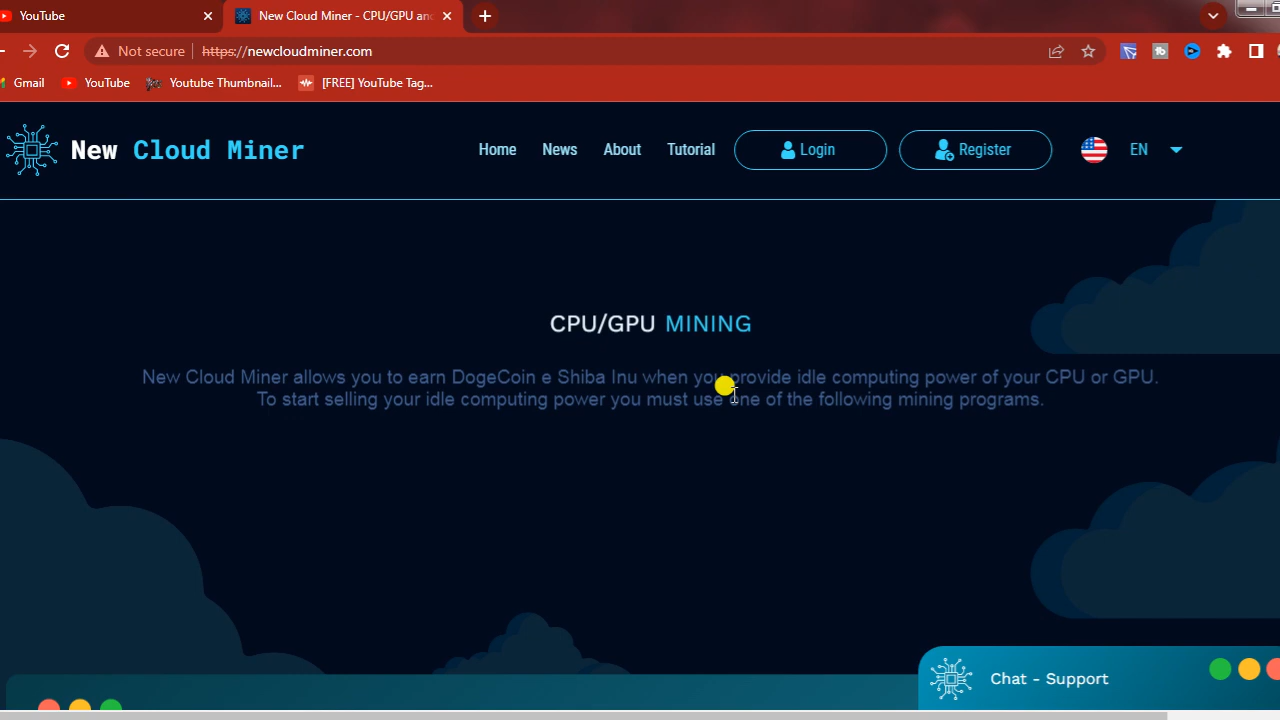 YouTube
New Cloud Miner - CPU/GPU an
Not secure
https://newcloudminer.com
Gmail
YouTube
Youtube Thumbnail...
[FREE] YouTube Tag...
New Cloud Miner
Home
News
About
Tutorial
Login
Register
EN
CPU/GPU MINING
New Cloud Miner allows you to earn DogeCoin e Shiba Inu when you provide idle computing power of your CPU or GPU.
To start selling your idle computing power you must use one of the following mining programs.
Chat - Support